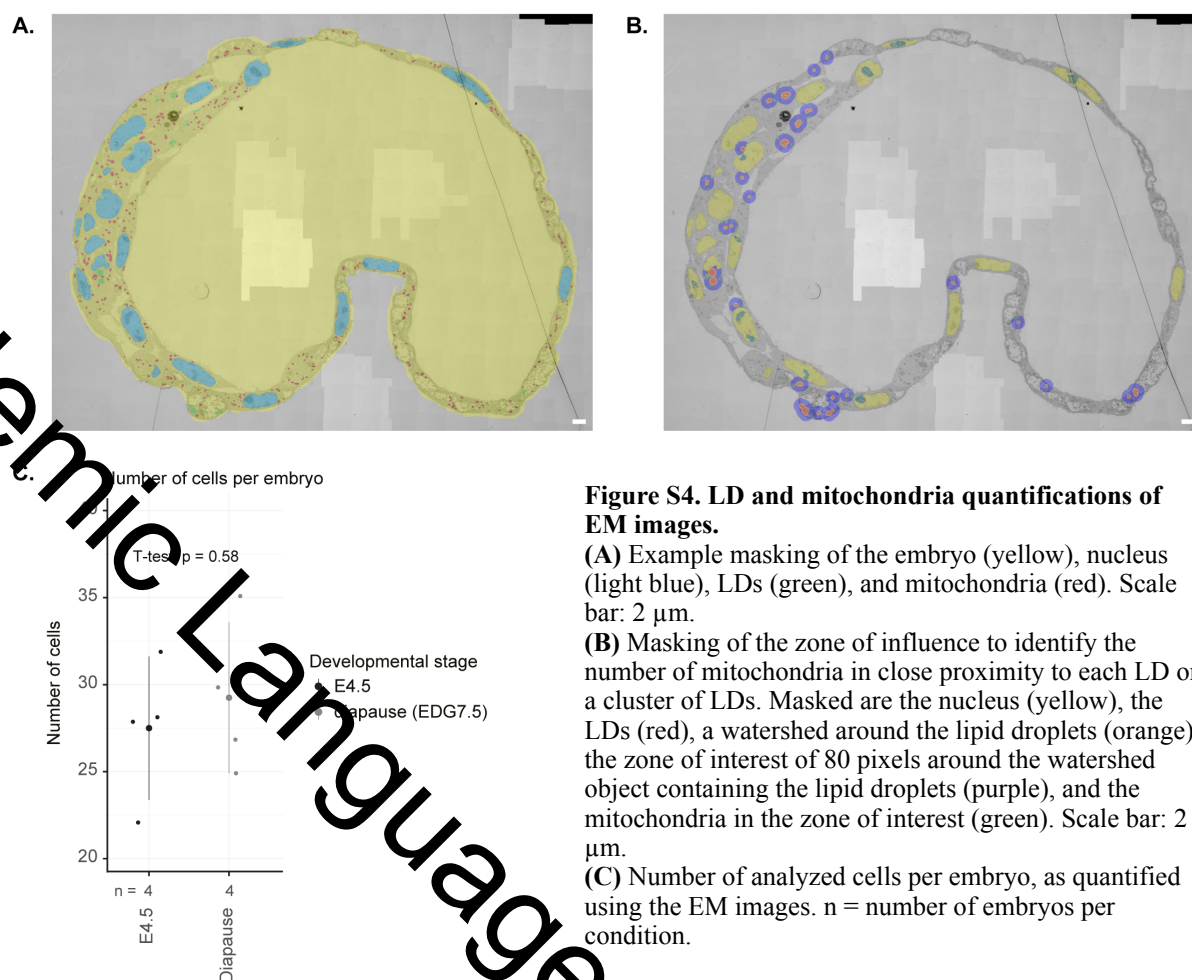 A.
B.
C.
umber of cells per embryo
T-test p = 0.58
35
30
25
20
Number of cells
n = 4
4
E4.5
Diapause
Developmental stage
E4.5
diapause (EDG7.5)
Figure S4. LD and mitochondria quantifications of
EM images.
(A) Example masking of the embryo (yellow), nucleus
(light blue), LDs (green), and mitochondria (red). Scale
bar: 2 µm.
(B) Masking of the zone of influence to identify the
number of mitochondria in close proximity to each LD or
a cluster of LDs. Masked are the nucleus (yellow), the
LDs (red), a watershed around the lipid droplets (orange)
the zone of interest of 80 pixels around the watershed
object containing the lipid droplets (purple), and the
mitochondria in the zone of interest (green). Scale bar: 2
µm.
(C) Number of analyzed cells per embryo, as quantified
using the EM images. n = number of embryos per
condition.
demic Language